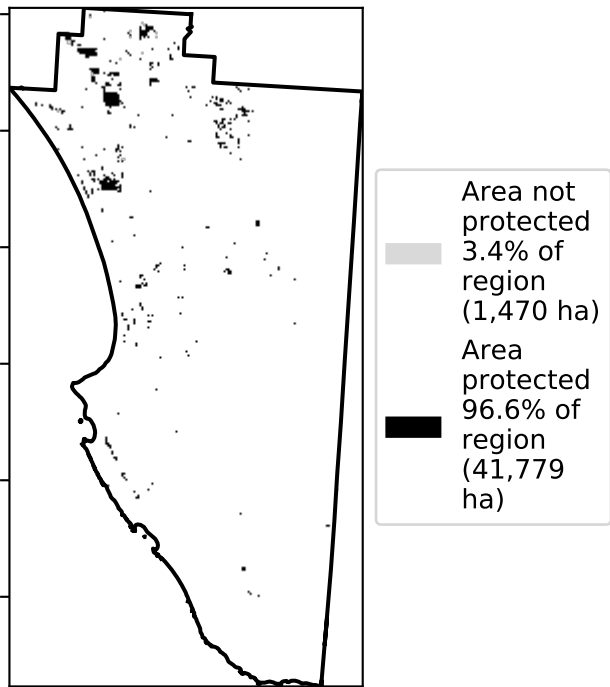 Area not
protected
3.4% of
region
(1,470 ha)
Area
protected
96.6% of
region
(41,779
ha)